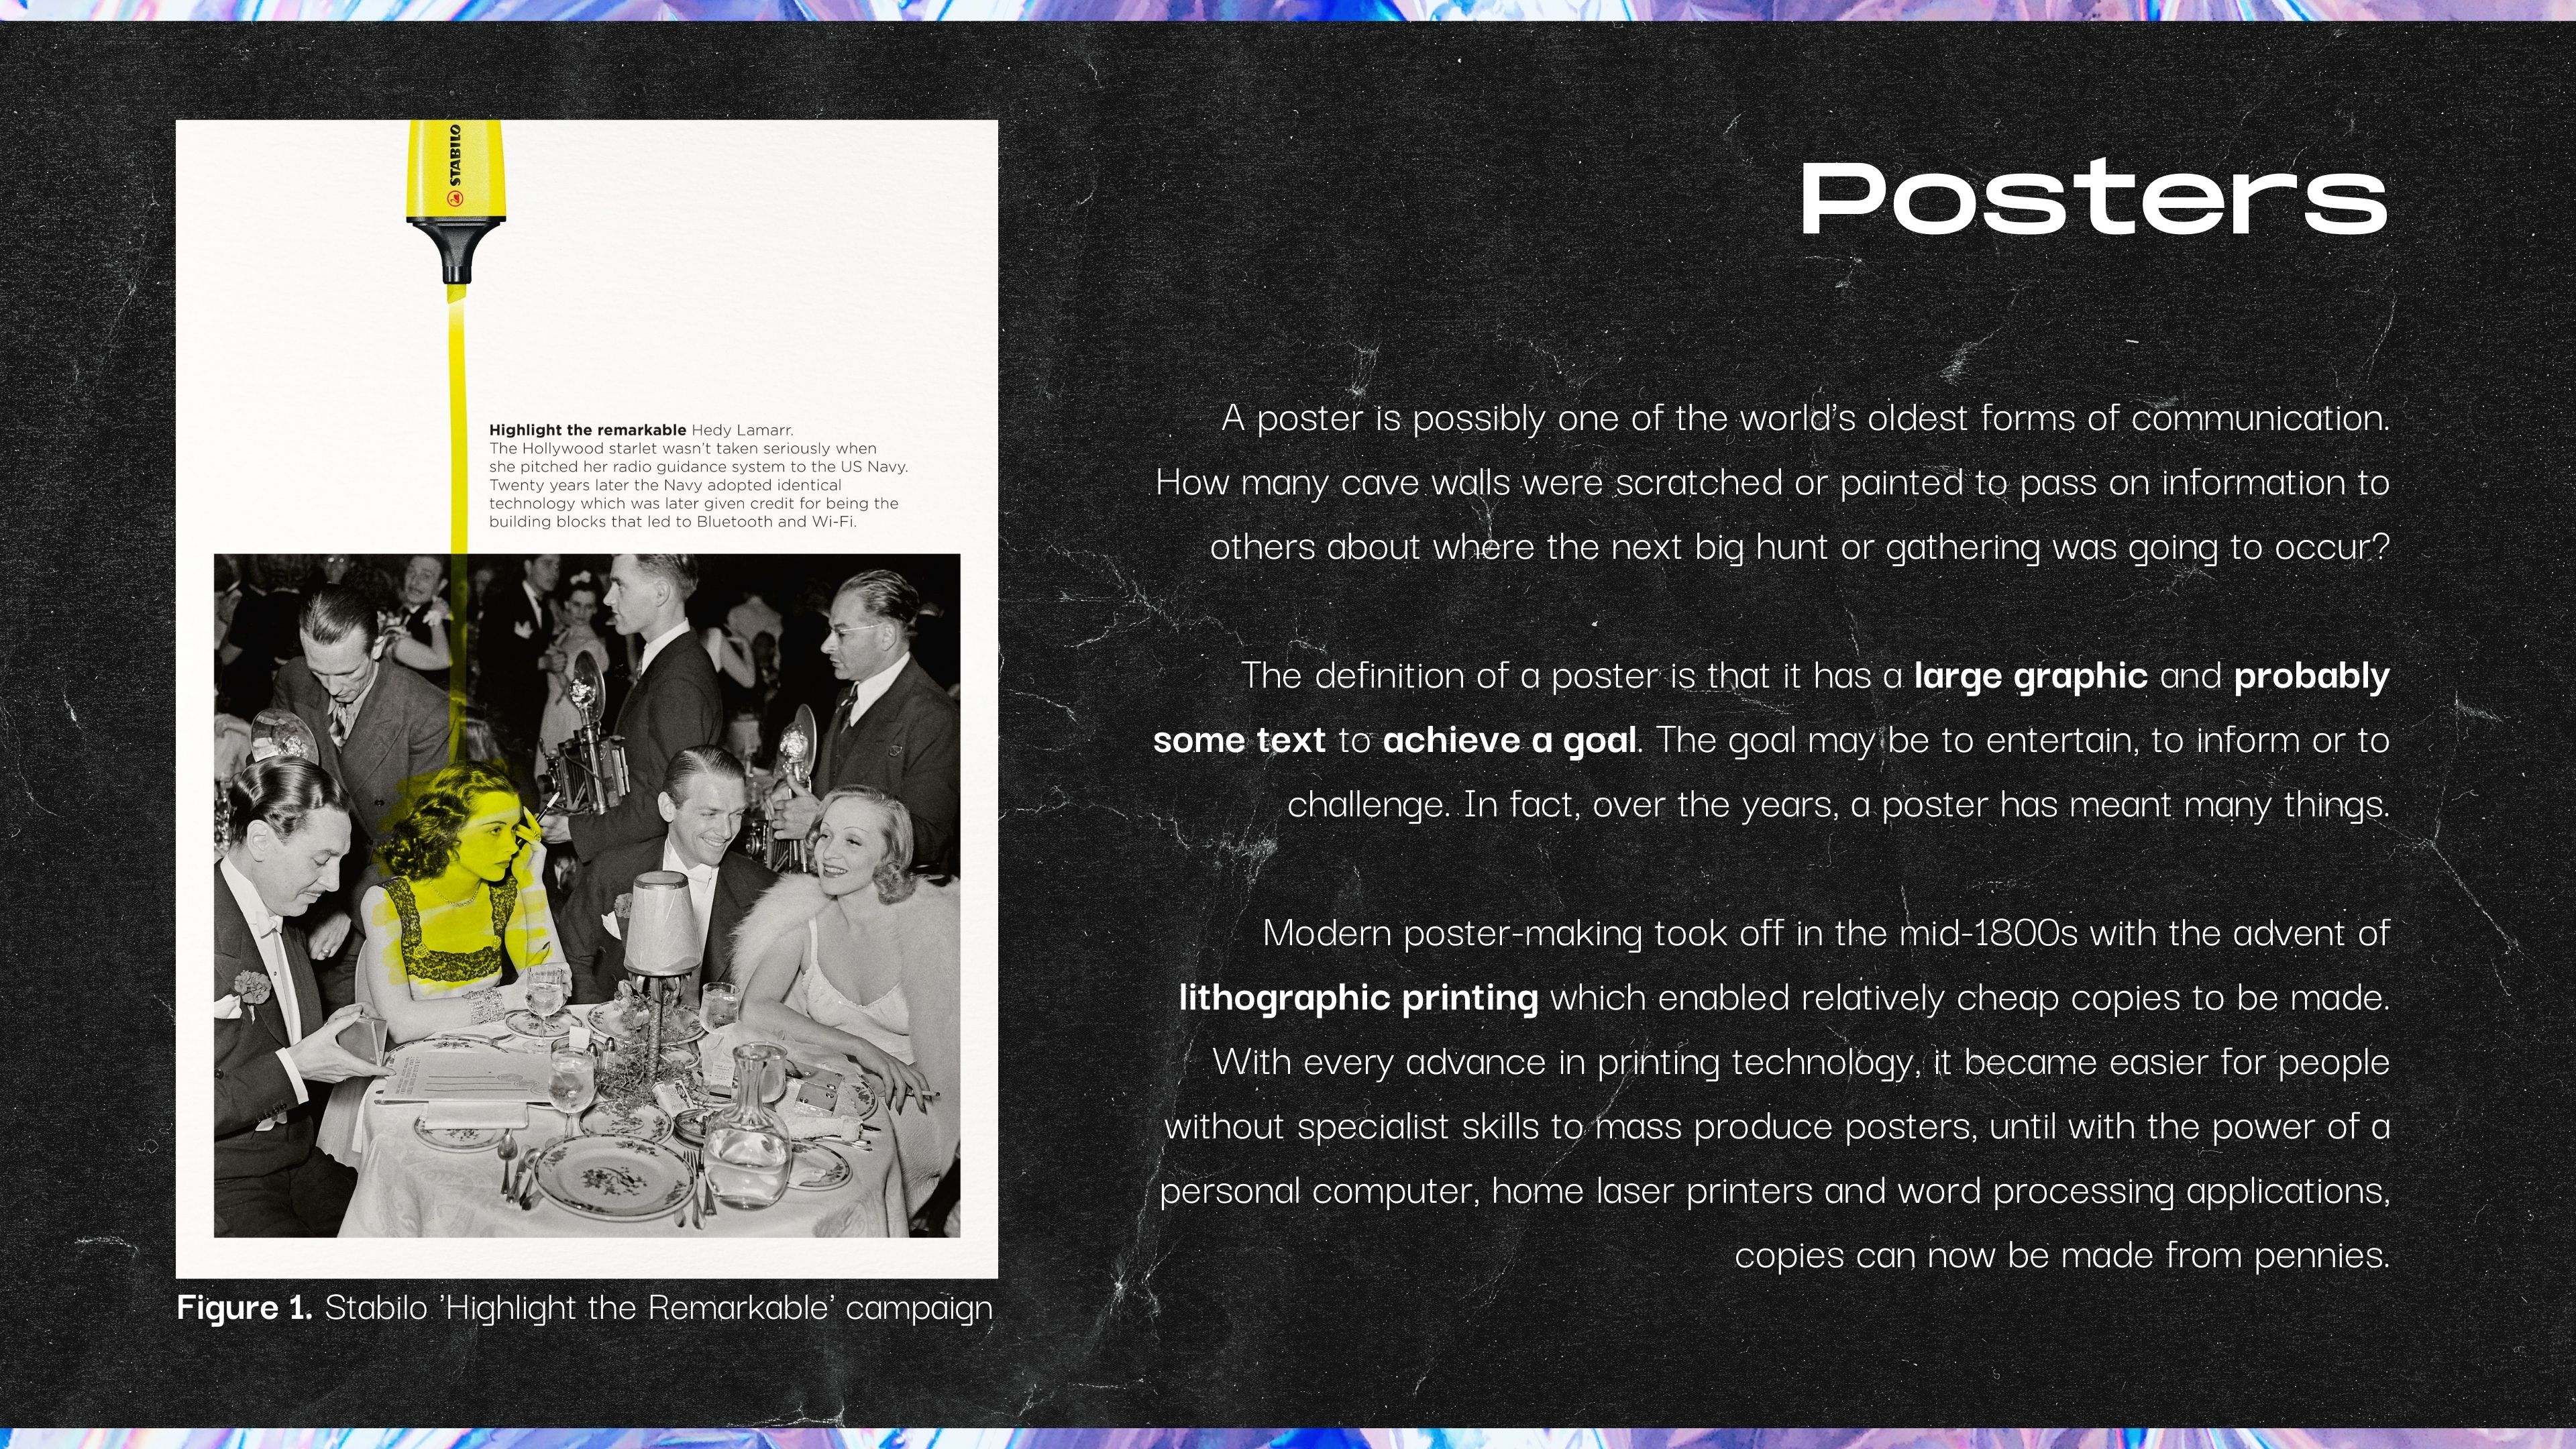 STABILO
Highlight the remarkable Hedy Lamarr.
The Hollywood starlet wasn't taken seriously when
she pitched her radio guidance system to the US Navy.
Twenty years later the Navy adopted identical
technology which was later given credit for being the
building blocks that led to Bluetooth and Wi-Fi.
Figure 1. Stabilo 'Highlight the Remarkable' campaign
Posters
A poster is possibly one of the world's oldest forms of communication.
How many cave walls were scratched or painted to pass on information to
others about where the next big hunt or gathering was going to occur?
The definition of a poster is that it has a large graphic and probably
some text to achieve a goal. The goal may be to entertain, to inform or to
challenge. In fact, over the years, a poster has meant many things.
Modern poster-making took off in the mid-1800s with the advent of
lithographic printing which enabled relatively cheap copies to be made.
With every advance in printing technology, it became easier for people
without specialist skills to mass produce posters, until with the power of a
personal computer, home laser printers and word processing applications,
copies can now be made from pennies.